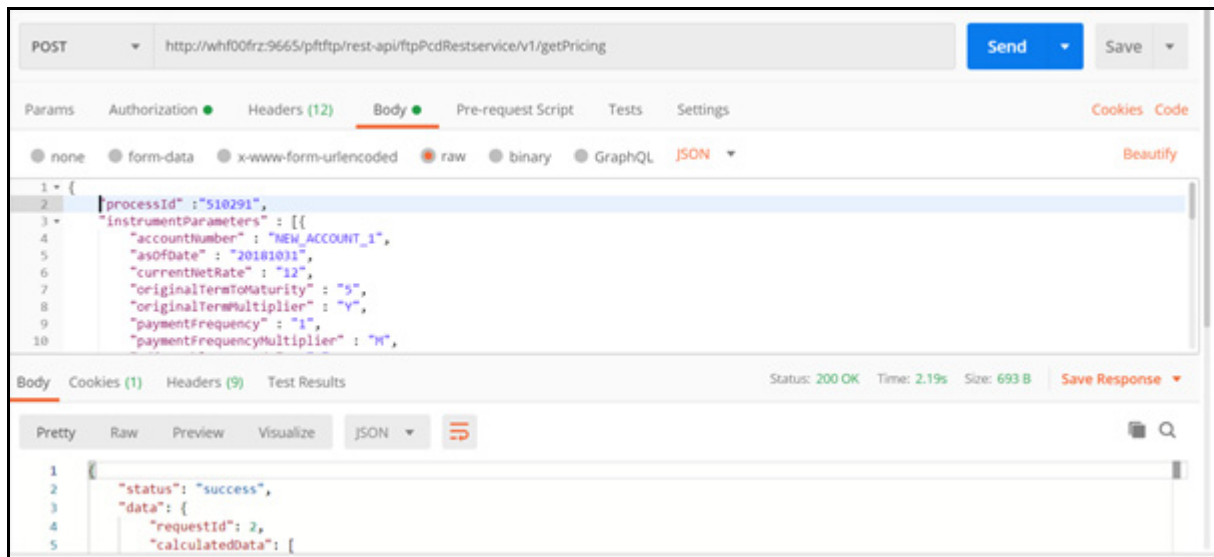 POST http://whf00frz:9665/pftftp/rest-api/ftpPcdRestservice/v1/getPricing Send Save
Params Authorization Headers (12) Body Pre-request Script Tests Settings Cookies Code
none form-data x-www-form-urlencoded raw binary GraphQL JSON Beautify
1 {
2 "processId" :"510291",
3 "instrumentParameters" : [{
4 "accountNumber" : "NEW_ACCOUNT_1",
5 "asOfDate" : "20181031",
6 "currentNetRate" : "12",
7 "originalTermToMaturity" : "5",
8 "originalTermMultiplier" : "Y",
9 "paymentFrequency" : "1",
10 "paymentFrequencyMultiplier" : "M",
Body Cookies (1) Headers (9) Test Results Status: 200 OK Time: 2.19s Size: 693 B Save Response
Pretty Raw Preview Visualize JSON
1 {
2 "status": "success",
3 "data": {
4 "requestId": 2,
5 "calculatedData": [